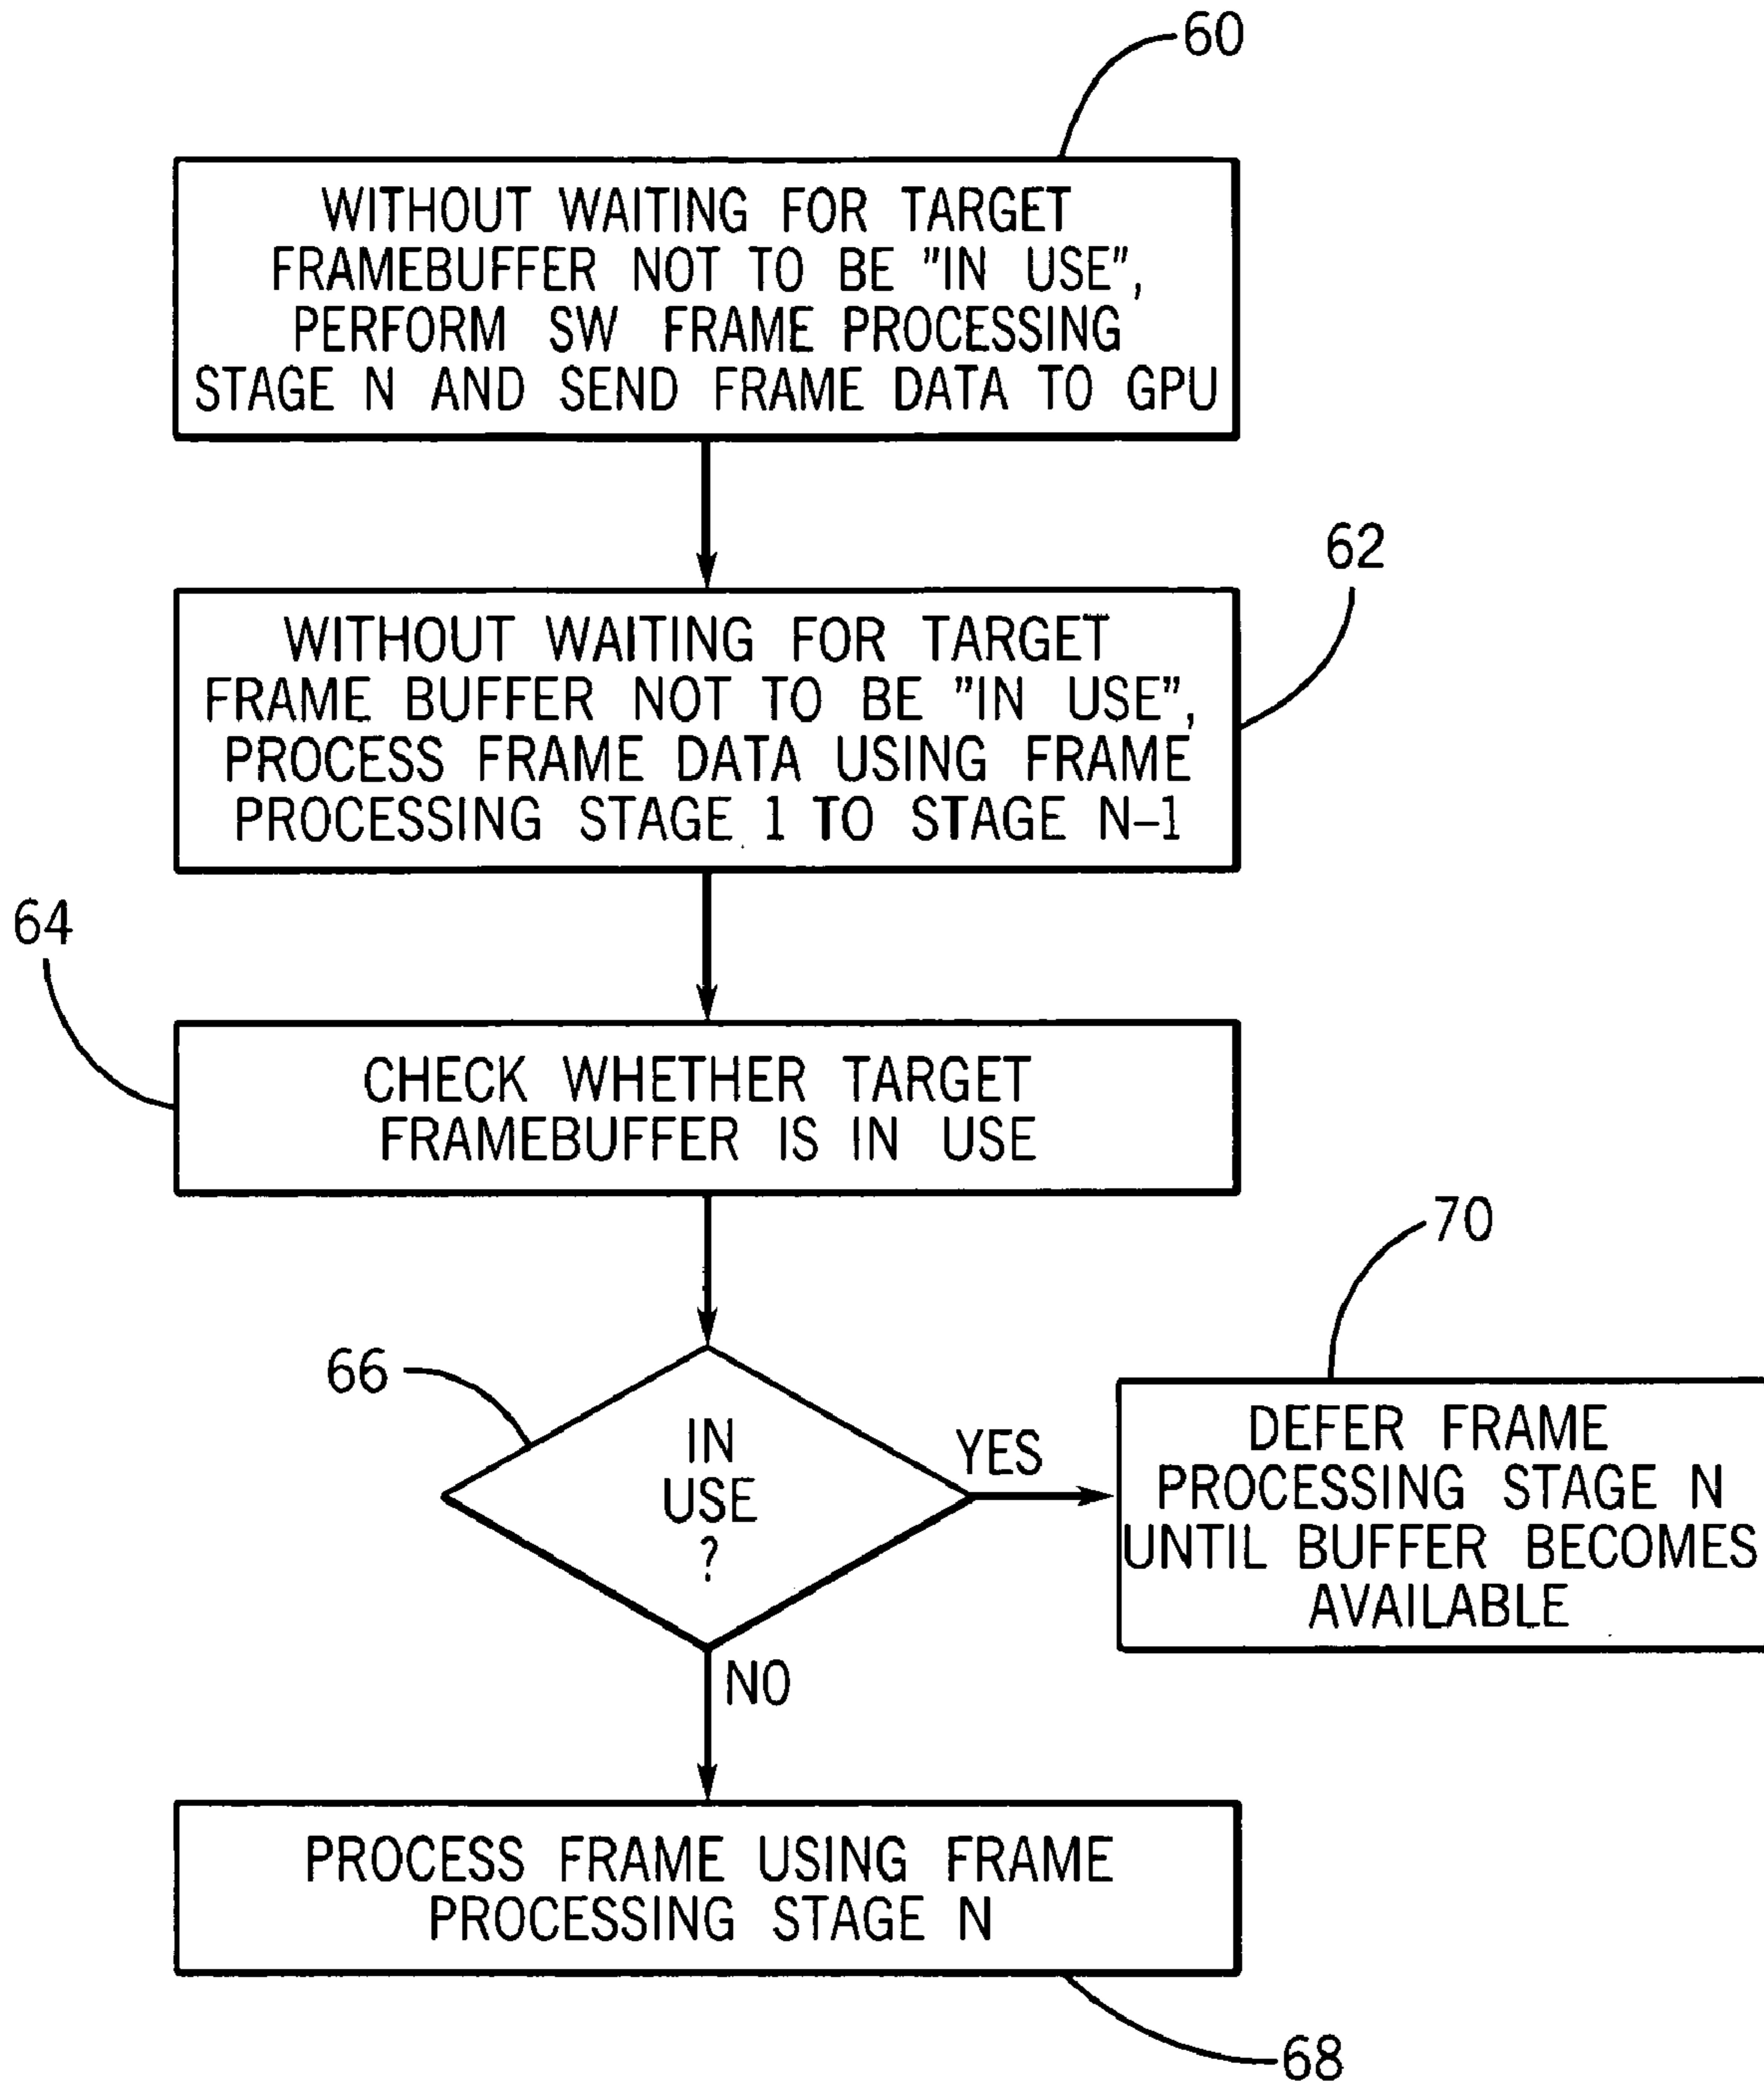 60
WITHOUT WAITING FOR TARGET
FRAMEBUFFER NOT TO BE "IN USE",
PERFORM SW FRAME PROCESSING
STAGE N AND SEND FRAME DATA TO GPU
62
WITHOUT WAITING FOR TARGET
FRAME BUFFER NOT TO BE "IN USE",
PROCESS FRAME DATA USING FRAME
PROCESSING STAGE 1 TO STAGE N-1
64
CHECK WHETHER TARGET
FRAMEBUFFER IS IN USE
66
IN
USE
?
YES
70
DEFER FRAME
PROCESSING STAGE N
UNTIL BUFFER BECOMES
AVAILABLE
NO
PROCESS FRAME USING FRAME
PROCESSING STAGE N
68